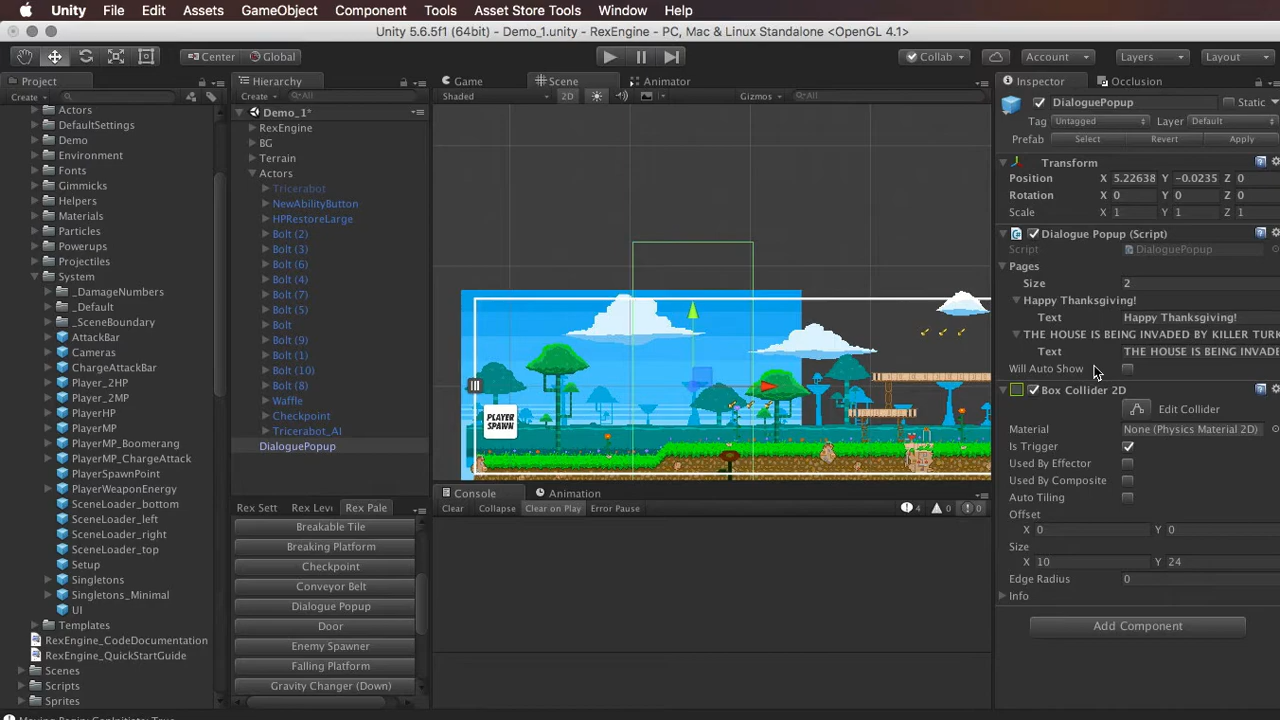 Unity File Edit Assets GameObject Component Tools Asset Store Tools Window Help
Unity 5.6.5f1 (64bit) - Demo_1.unity - RexEngine - PC, Mac & Linux Standalone <OpenGL 4.1>
Center Global Collab Account Layers Layout
Project
Create
Actors
DefaultSettings
Demo
Environment
Fonts
Gimmicks
Helpers
Materials
Particles
Powerups
Projectiles
System
_DamageNumbers
_Default
_SceneBoundary
AttackBar
Cameras
ChargeAttackBar
Player_2HP
Player_2MP
PlayerHP
PlayerMP
PlayerMP_Boomerang
PlayerMP_ChargeAttack
PlayerSpawnPoint
PlayerWeaponEnergy
SceneLoader_bottom
SceneLoader_left
SceneLoader_right
SceneLoader_top
Setup
Singletons
Singletons_Minimal
UI
Templates
RexEngine_CodeDocumentation
RexEngine_QuickStartGuide
Scenes
Scripts
Sprites
Hierarchy
Create All
Demo_1*
RexEngine
BG
Terrain
Actors
Tricerabot
NewAbilityButton
HPRestoreLarge
Bolt (2)
Bolt (3)
Bolt (6)
Bolt (4)
Bolt (7)
Bolt (5)
Bolt
Bolt (9)
Bolt (1)
Bolt (10)
Bolt (8)
Waffle
Checkpoint
Tricerabot_AI
DialoguePopup
Rex Sett Rex Lev Rex Pale
Breakable Tile
Breaking Platform
Checkpoint
Conveyor Belt
Dialogue Popup
Door
Enemy Spawner
Falling Platform
Gravity Changer (Down)
Game Scene Animator
Shaded 2D Gizmos All
PLAYER
SPAWN
Console Animation
Clear Collapse Clear on Play Error Pause 4 0 0
Inspector Occlusion
DialoguePopup Static
Tag Untagged Layer Default
Prefab Select Revert Apply
Transform
Position X 5.22638 Y -0.0235 Z 0
Rotation X 0 Y 0 Z 0
Scale X 1 Y 1 Z 1
Dialogue Popup (Script)
Script DialoguePopup
Pages
Size 2
Happy Thanksgiving!
Text Happy Thanksgiving!
THE HOUSE IS BEING INVADED BY KILLER TURK
Text THE HOUSE IS BEING INVADE
Will Auto Show
Box Collider 2D
Edit Collider
Material None (Physics Material 2D)
Is Trigger
Used By Effector
Used By Composite
Auto Tiling
Offset
X 0 Y 0
Size
X 10 Y 24
Edge Radius 0
Info
Add Component